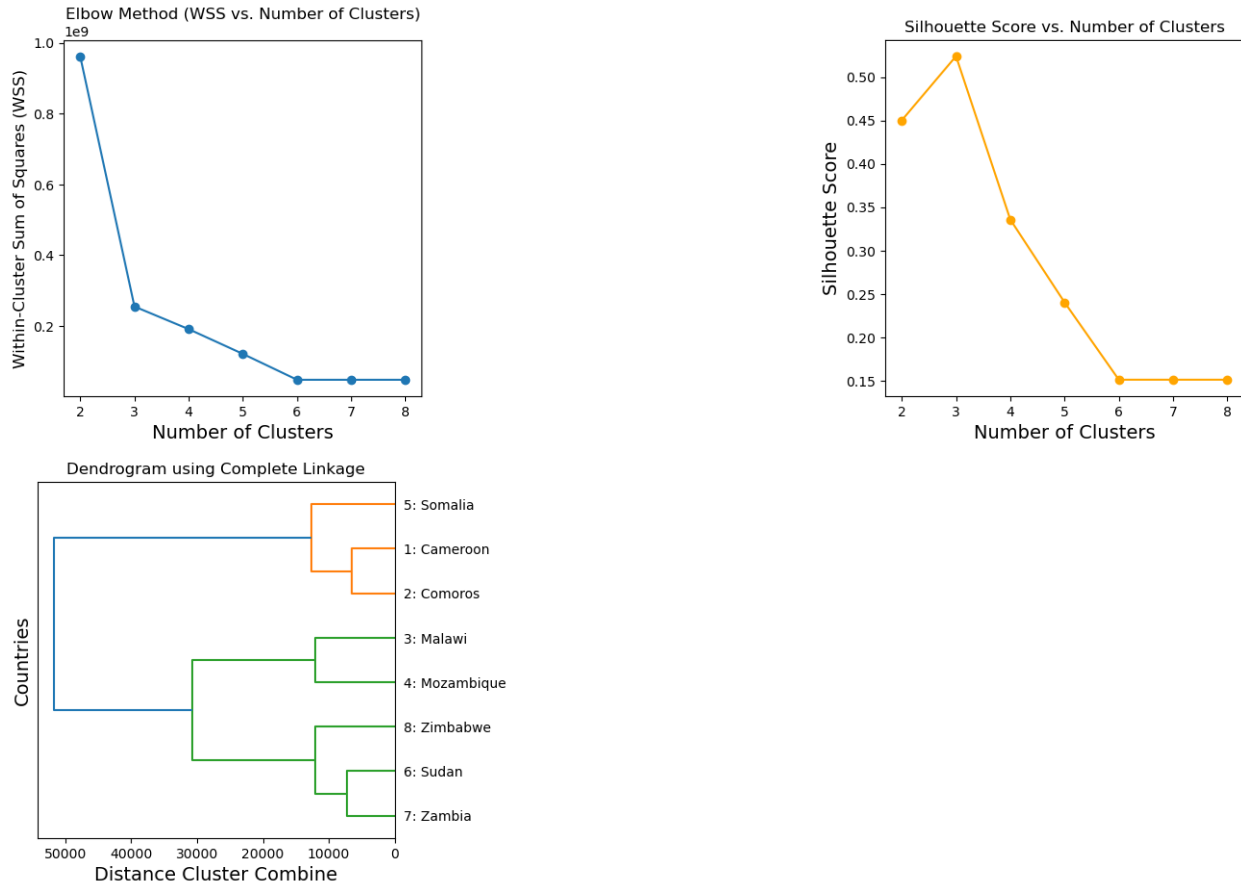 Elbow Method (WSS vs. Number of Clusters)
1e9
1.0
0.8
0.6
0.4
0.2
Within-Cluster Sum of Squares (WSS)
2 3 4 5 6 7 8
Number of Clusters
Silhouette Score vs. Number of Clusters
0.50
0.45
0.40
0.35
0.30
0.25
0.20
0.15
Silhouette Score
2 3 4 5 6 7 8
Number of Clusters
Dendrogram using Complete Linkage
Countries
5: Somalia
1: Cameroon
2: Comoros
3: Malawi
4: Mozambique
8: Zimbabwe
6: Sudan
7: Zambia
50000 40000 30000 20000 10000 0
Distance Cluster Combine